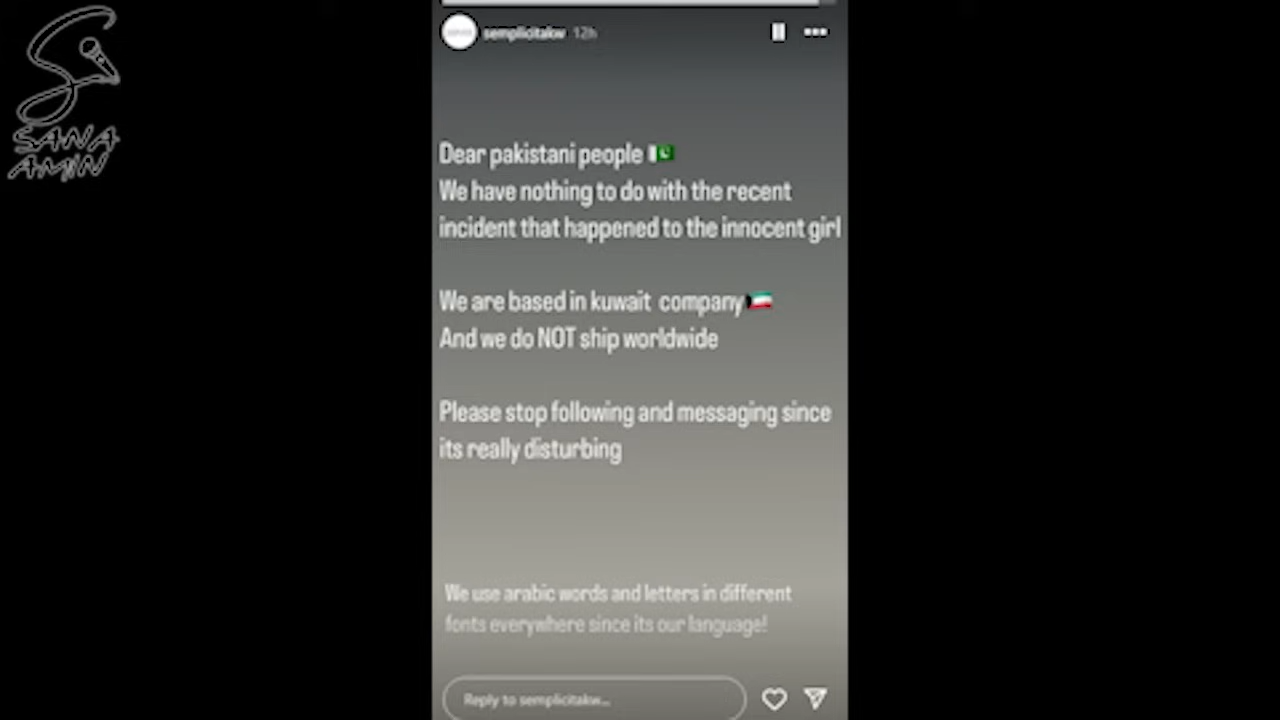 SANA
AMIN
semplicitakw 12h
Dear pakistani people 🇵🇰
We have nothing to do with the recent
incident that happened to the innocent girl
We are based in kuwait company🇰🇼
And we do NOT ship worldwide
Please stop following and messaging since
its really disturbing
We use arabic words and letters in different
fonts everywhere since its our language!
Reply to semplicitakw...